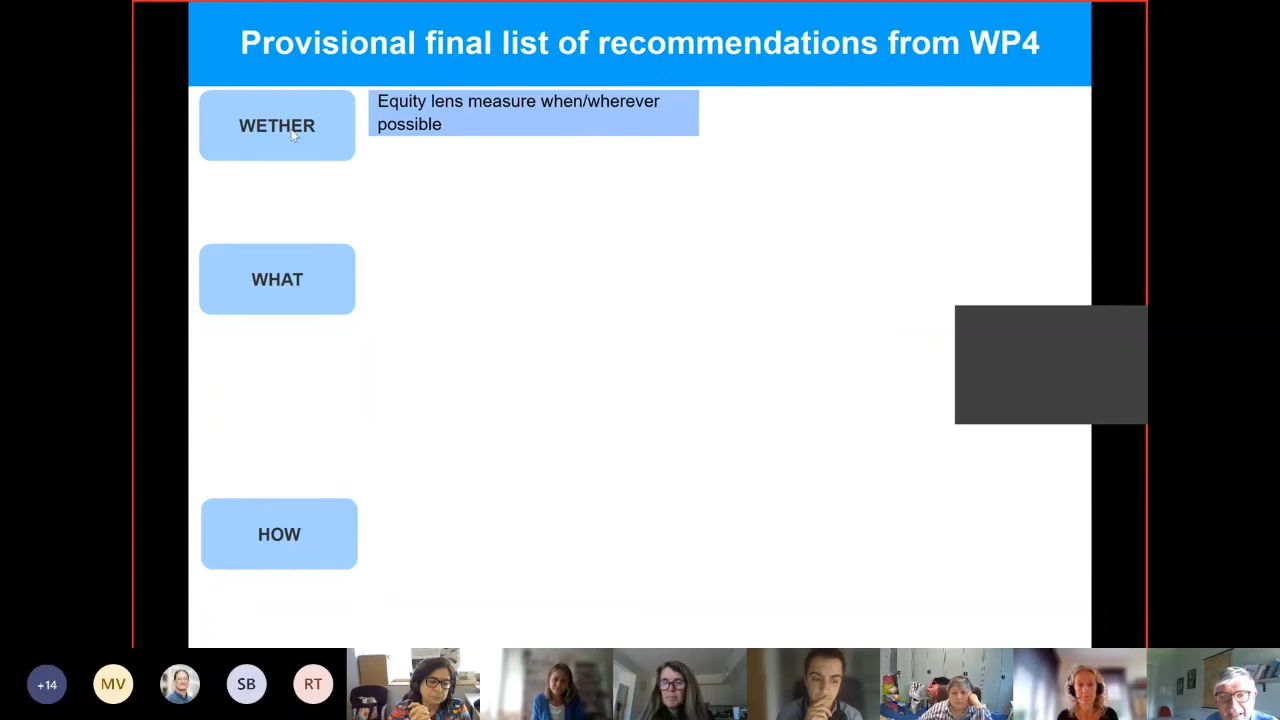 Provisional final list of recommendations from WP4
WETHER
Equity lens measure when/wherever
possible
WHAT
HOW
+14
MV
SB
RT